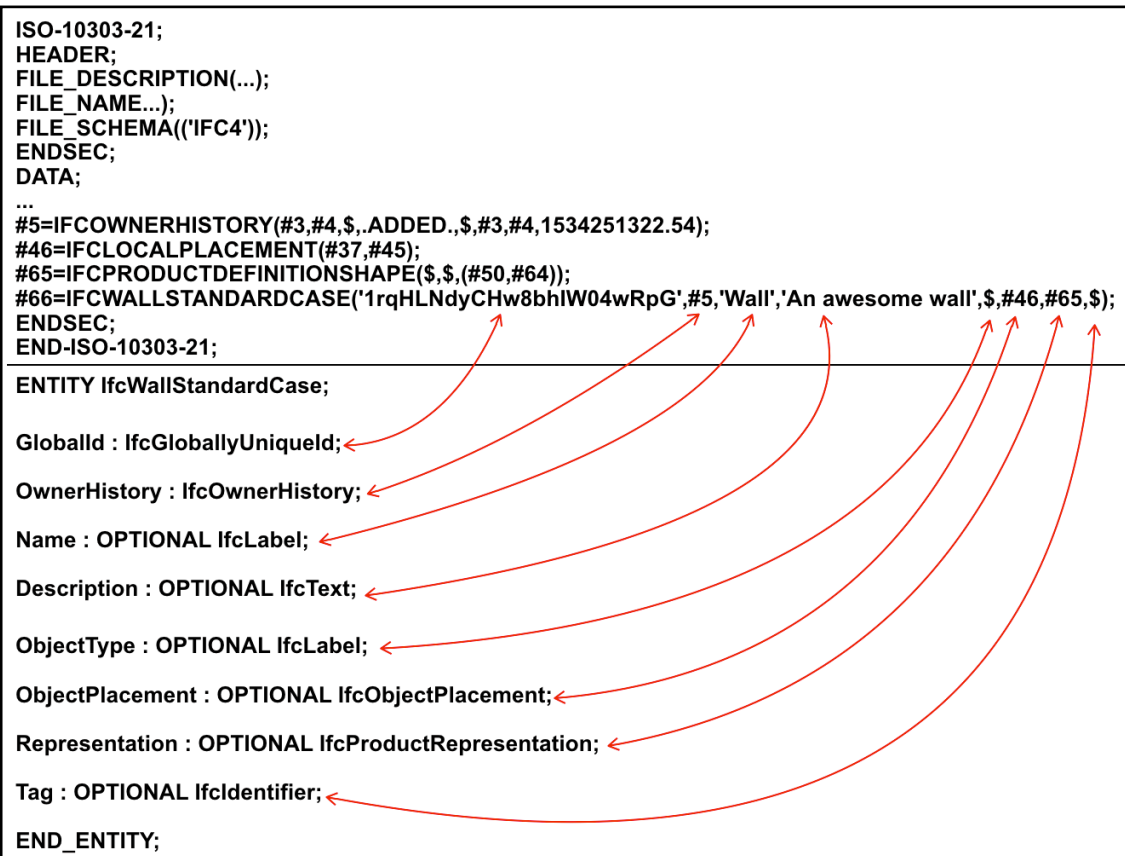 ISO-10303-21;
HEADER;
FILE_DESCRIPTION(...);
FILE_NAME...);
FILE_SCHEMA(('IFC4'));
ENDSEC;
DATA;
...
#5=IFCOWNERHISTORY(#3,#4,$,.ADDED.,$,#3,#4,1534251322.54);
#46=IFCLOCALPLACEMENT(#37,#45);
#65=IFCPRODUCTDEFINITIONSHAPE($,$,(#50,#64));
#66=IFCWALLSTANDARDCASE('1rqHLNdyCHw8bhIW04wRpG',#5,'Wall','An awesome wall',$,#46,#65,$);
ENDSEC;
END-ISO-10303-21;
ENTITY IfcWallStandardCase;
GlobalId : IfcGloballyUniqueId;
OwnerHistory : IfcOwnerHistory;
Name : OPTIONAL IfcLabel;
Description : OPTIONAL IfcText;
ObjectType : OPTIONAL IfcLabel;
ObjectPlacement : OPTIONAL IfcObjectPlacement;
Representation : OPTIONAL IfcProductRepresentation;
Tag : OPTIONAL IfcIdentifier;
END_ENTITY;